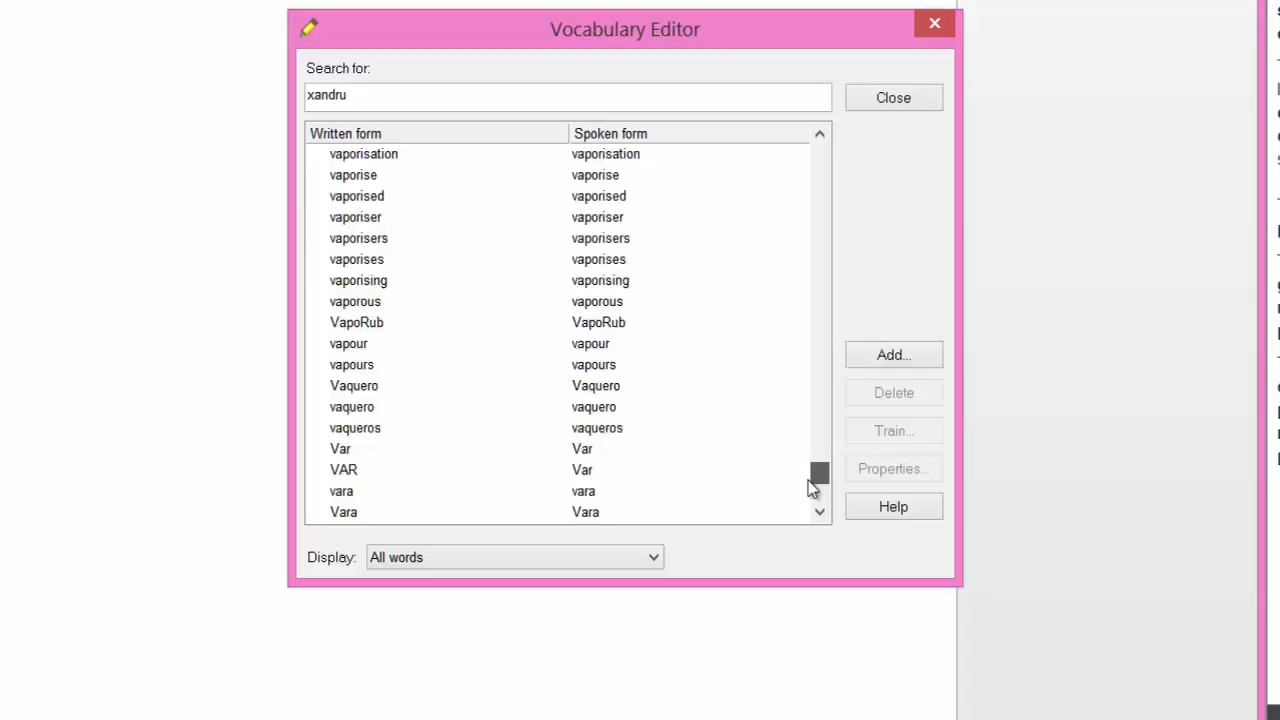 Vocabulary Editor
Search for:
xandru
Close
Written form Spoken form
vaporisation vaporisation
vaporise vaporise
vaporised vaporised
vaporiser vaporiser
vaporisers vaporisers
vaporises vaporises
vaporising vaporising
vaporous vaporous
VapoRub VapoRub
vapour vapour
vapours vapours
Vaquero Vaquero
vaquero vaquero
vaqueros vaqueros
Var Var
VAR Var
vara vara
Vara Vara
Add...
Delete
Train...
Properties...
Help
Display: All words